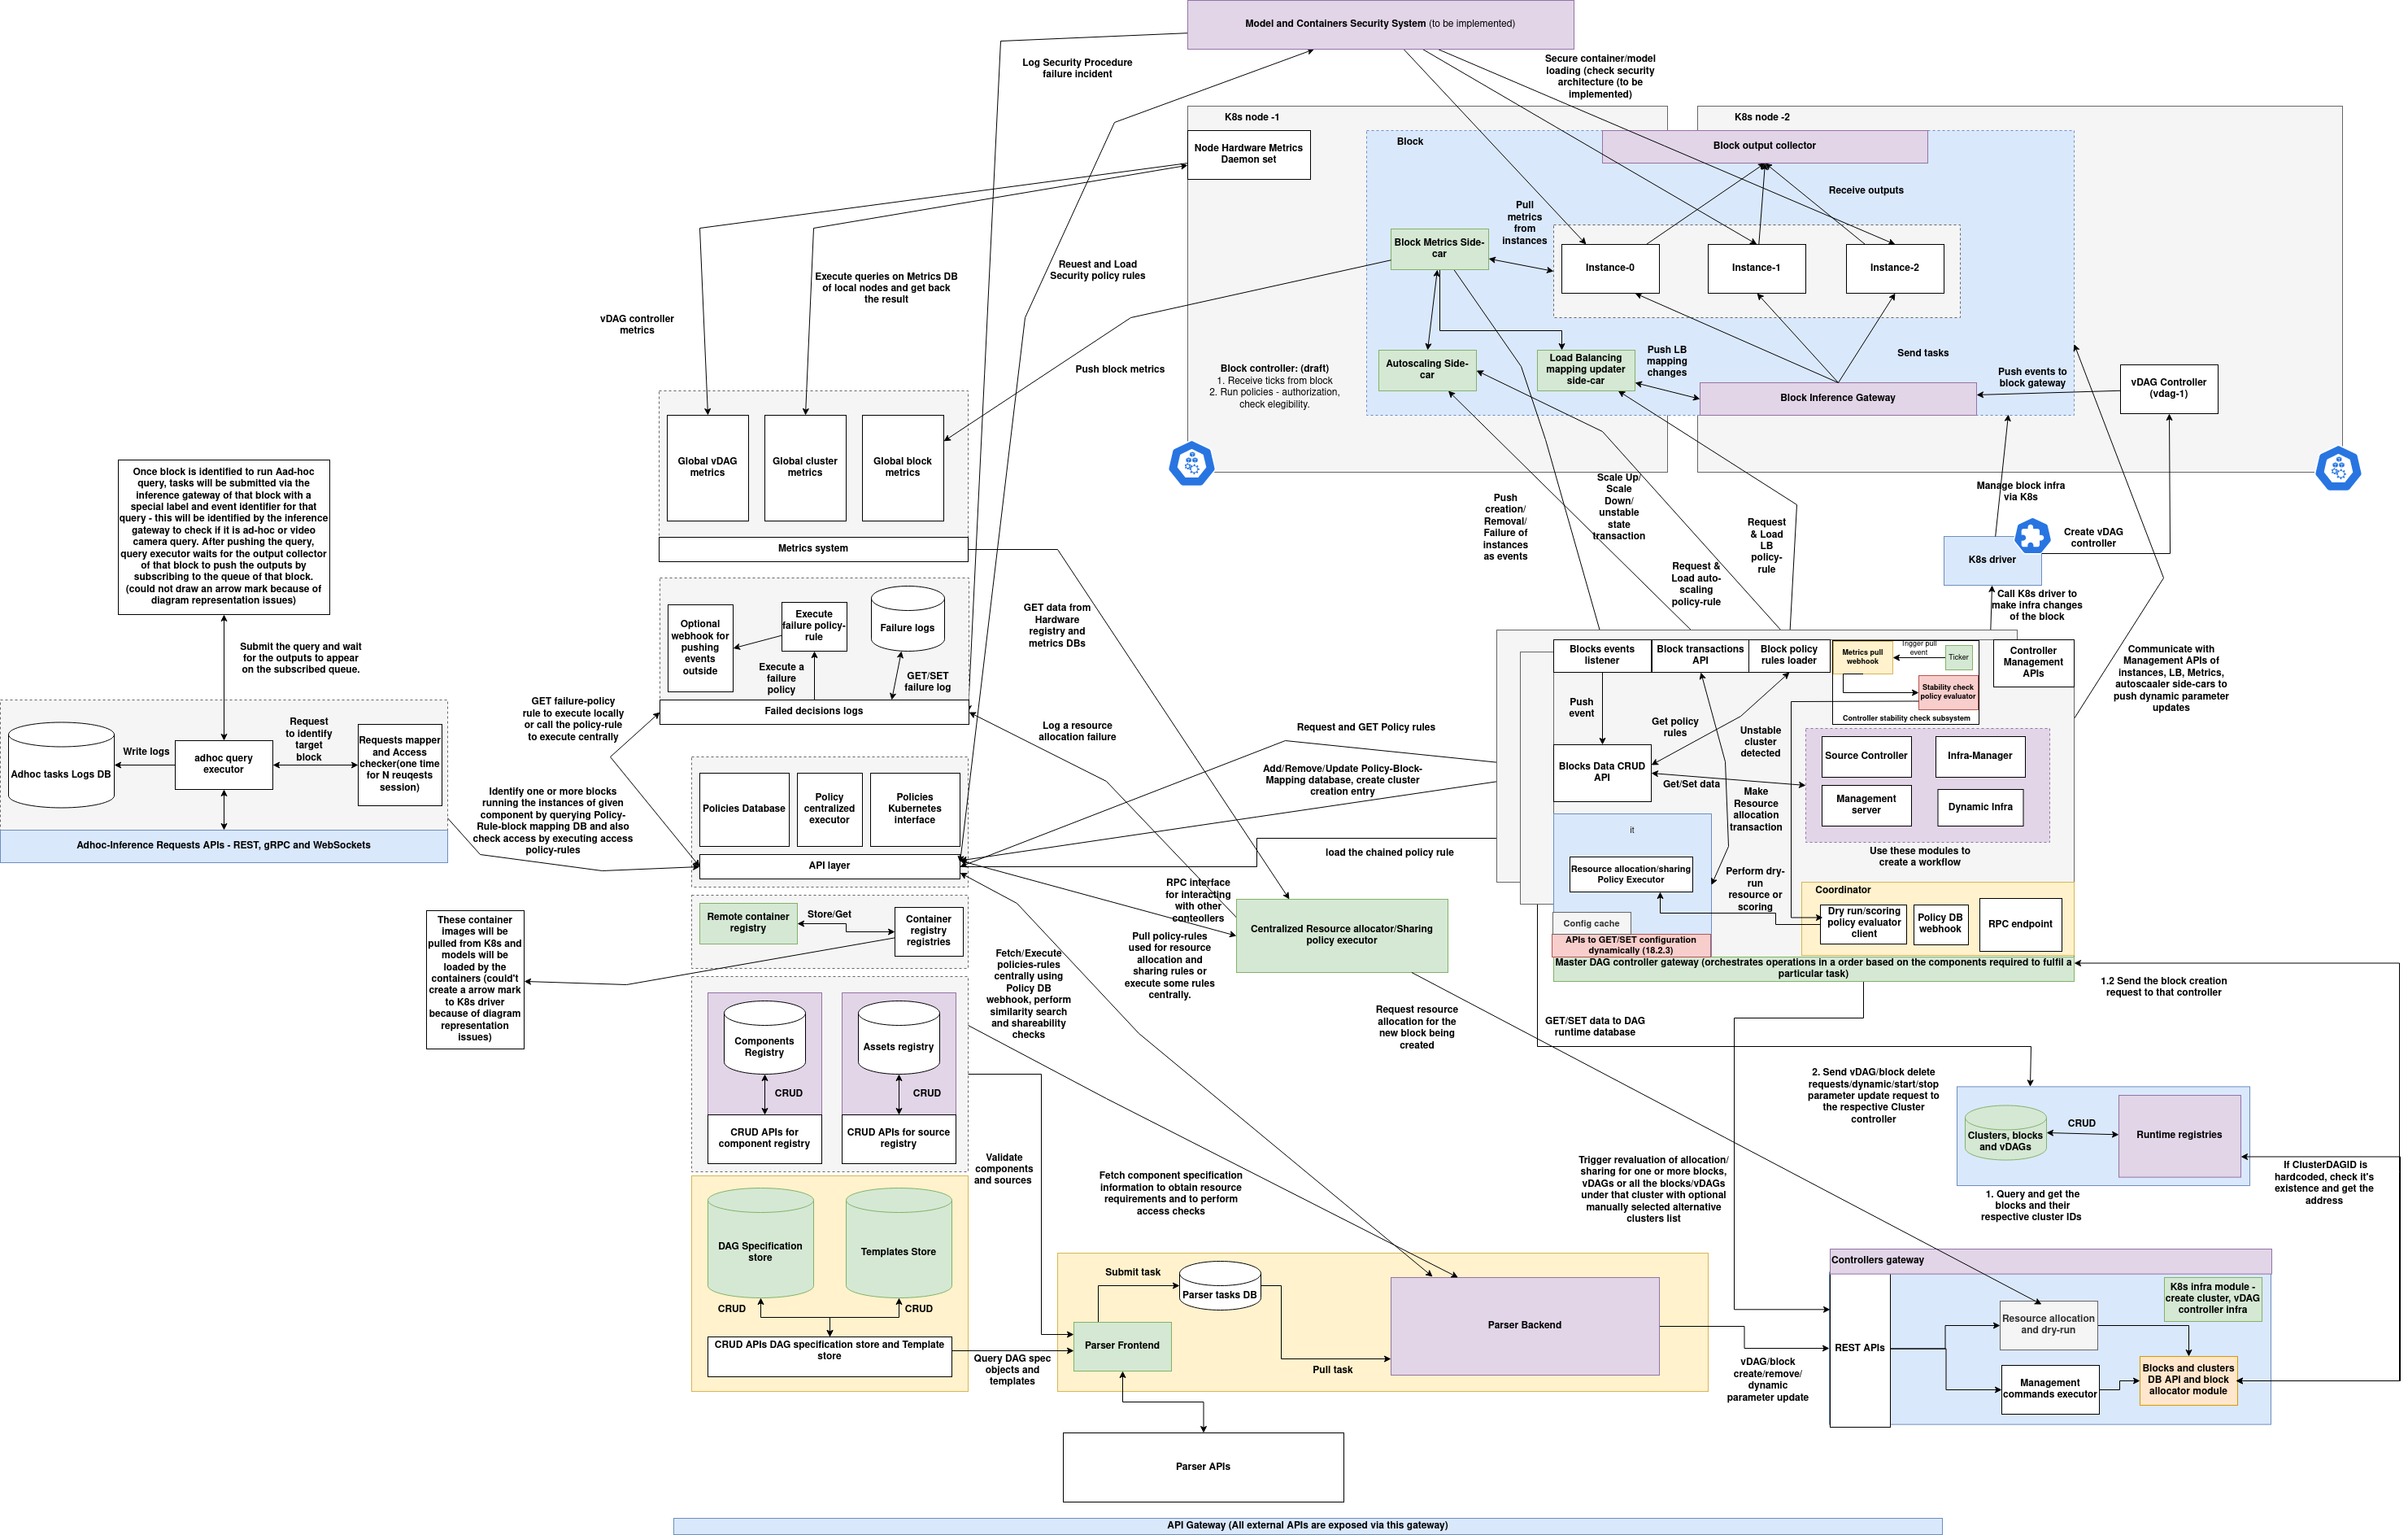 Model and Containers Security System (to be implemented)
Log Security Procedure
failure incident
Secure container/model
loading (check security
architecture (to be
implemented)
K8s node -1
K8s node -2
Node Hardware Metrics
Daemon set
Block
Block output collector
Receive outputs
Pull
metrics
from
instances
Block Metrics Side-
car
Instance-0
Instance-1
Instance-2
Reuest and Load
Security policy rules
Execute queries on Metrics DB
of local nodes and get back
the result
vDAG controller
metrics
Push block metrics
Block controller: (draft)
1. Receive ticks from block
2. Run policies - authorization,
check elegibility.
Autoscaling Side-
car
Load Balancing
mapping updater
side-car
Push LB
mapping
changes
Send tasks
Block Inference Gateway
Push events to
block gateway
vDAG Controller
(vdag-1)
Global vDAG
metrics
Global cluster
metrics
Global block
metrics
Metrics system
Once block is identified to run Aad-hoc
query, tasks will be submitted via the
inference gateway of that block with a
special label and event identifier for that
query - this will be identified by the inference
gateway to check if it is ad-hoc or video
camera query. After pushing the query,
query executor waits for the output collector
of that block to push the outputs by
subscribing to the queue of that block.
(could not draw an arrow mark because of
diagram representation issues)
Push
creation/
Removal/
Failure of
instances
as events
Scale Up/
Scale
Down/
unstable
state
transaction
Request
& Load
LB
policy-
rule
Request &
Load auto-
scaling
policy-rule
Manage block infra
via K8s
K8s driver
Create vDAG
controller
Call K8s driver to
make infra changes
of the block
Optional
webhook for
pushing
events
outside
Execute
failure policy-
rule
Failure logs
Execute a
failure
policy
GET/SET
failure log
Failed decisions logs
GET data from
Hardware
registry and
metrics DBs
Submit the query and wait
for the outputs to appear
on the subscribed queue.
GET failure-policy
rule to execute locally
or call the policy-rule
to execute centrally
Log a resource
allocation failure
Request and GET Policy rules
Add/Remove/Update Policy-Block-
Mapping database, create cluster
creation entry
load the chained policy rule
Blocks events
listener
Block transactions
API
Block policy
rules loader
Metrics pull
webhook
Trigger pull
event
Ticker
Stability check
policy evaluator
Controller stability check subsystem
Controller
Management
APIs
Communicate with
Management APIs of
instances, LB, Metrics,
autoscaaler side-cars to
push dynamic parameter
updates
Push
event
Get policy
rules
Unstable
cluster
detected
Blocks Data CRUD
API
Get/Set data
Make
Resource
allocation
transaction
Source Controller
Infra-Manager
Management
server
Dynamic Infra
Use these modules to
create a workflow
it
Resource allocation/sharing
Policy Executor
Perform dry-
run
resource or
scoring
Coordinator
Dry run/scoring
policy evaluator
client
Policy DB
webhook
RPC endpoint
Config cache
APIs to GET/SET configuration
dynamically (18.2.3)
Master DAG controller gateway (orchestrates operations in a order based on the components required to fulfil a
particular task)
Adhoc tasks Logs DB
Write logs
adhoc query
executor
Request
to identify
target
block
Requests mapper
and Access
checker(one time
for N reuqests
session)
Adhoc-Inference Requests APIs - REST, gRPC and WebSockets
Identify one or more blocks
running the instances of given
component by querying Policy-
Rule-block mapping DB and also
check access by executing access
policy-rules
Policies Database
Policy
centralized
executor
Policies
Kubernetes
interface
API layer
Remote container
registry
Store/Get
Container
registry
registries
These container
images will be
pulled from K8s and
models will be
loaded by the
containers (could't
create a arrow mark
to K8s driver
because of diagram
representation
issues)
RPC interface
for interacting
with other
conteollers
Centralized Resource allocator/Sharing
policy executor
Pull policy-rules
used for resource
allocation and
sharing rules or
execute some rules
centrally.
Fetch/Execute
policies-rules
centrally using
Policy DB
webhook, perform
similarity search
and shareability
checks
Request resource
allocation for the
new block being
created
GET/SET data to DAG
runtime database
1.2 Send the block creation
request to that controller
Components
Registry
Assets registry
CRUD
CRUD
CRUD APIs for
component registry
CRUD APIs for source
registry
Validate
components
and sources
Fetch component specification
information to obtain resource
requirements and to perform
access checks
2. Send vDAG/block delete
requests/dynamic/start/stop
parameter update request to
the respective Cluster
controller
Clusters, blocks
and vDAGs
CRUD
Runtime registries
1. Query and get the
blocks and their
respective cluster IDs
If ClusterDAGID is
hardcoded, check it's
existence and get the
address
Trigger revaluation of allocation/
sharing for one or more blocks,
vDAGs or all the blocks/vDAGs
under that cluster with optional
manually selected alternative
clusters list
DAG Specification
store
Templates Store
CRUD
CRUD
CRUD APIs DAG specification store and Template
store
Query DAG spec
objects and
templates
Submit task
Parser tasks DB
Parser Frontend
Pull task
Parser Backend
vDAG/block
create/remove/
dynamic
parameter update
Controllers gateway
REST APIs
K8s infra module -
create cluster, vDAG
controller infra
Resource allocation
and dry-run
Management
commands executor
Blocks and clusters
DB API and block
allocator module
Parser APIs
API Gateway (All external APIs are exposed via this gateway)